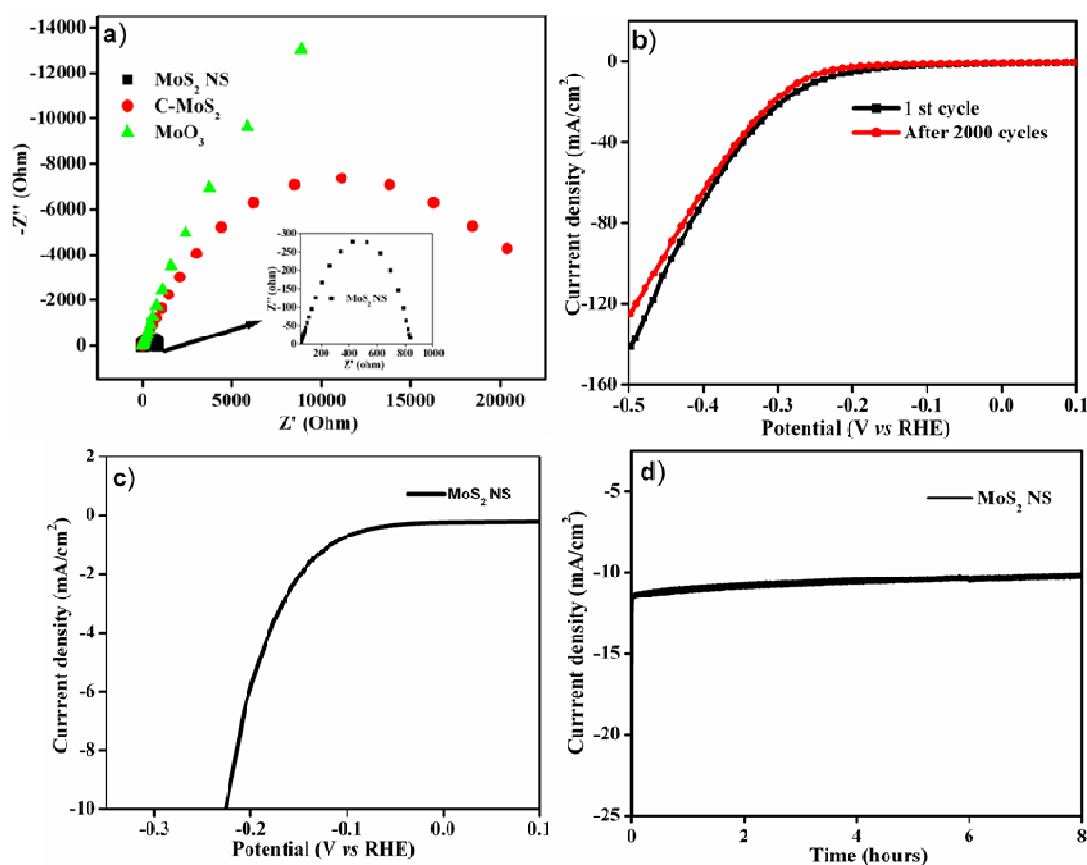 a)
MoS2 NS
C-MoS2
MoO3
-14000
-12000
-10000
-8000
-6000
-4000
-2000
0
-Z'' (Ohm)
0 5000 10000 15000 20000
Z' (Ohm)
-300
-250
-200
-150
-100
-50
0
Z'' (ohm)
MoS2 NS
200 400 600 800 1000
Z' (ohm)
b)
0
-40
-80
-120
-160
Currrent density (mA/cm2)
1 st cycle
After 2000 cycles
-0.5 -0.4 -0.3 -0.2 -0.1 0.0 0.1
Potential (V vs RHE)
c)
MoS2 NS
2
0
-2
-4
-6
-8
-10
Currrent density (mA/cm2)
-0.3 -0.2 -0.1 0.0 0.1
Potential (V vs RHE)
d)
MoS2 NS
-5
-10
-15
-20
-25
Currrent density (mA/cm2)
0 2 4 6 8
Time (hours)